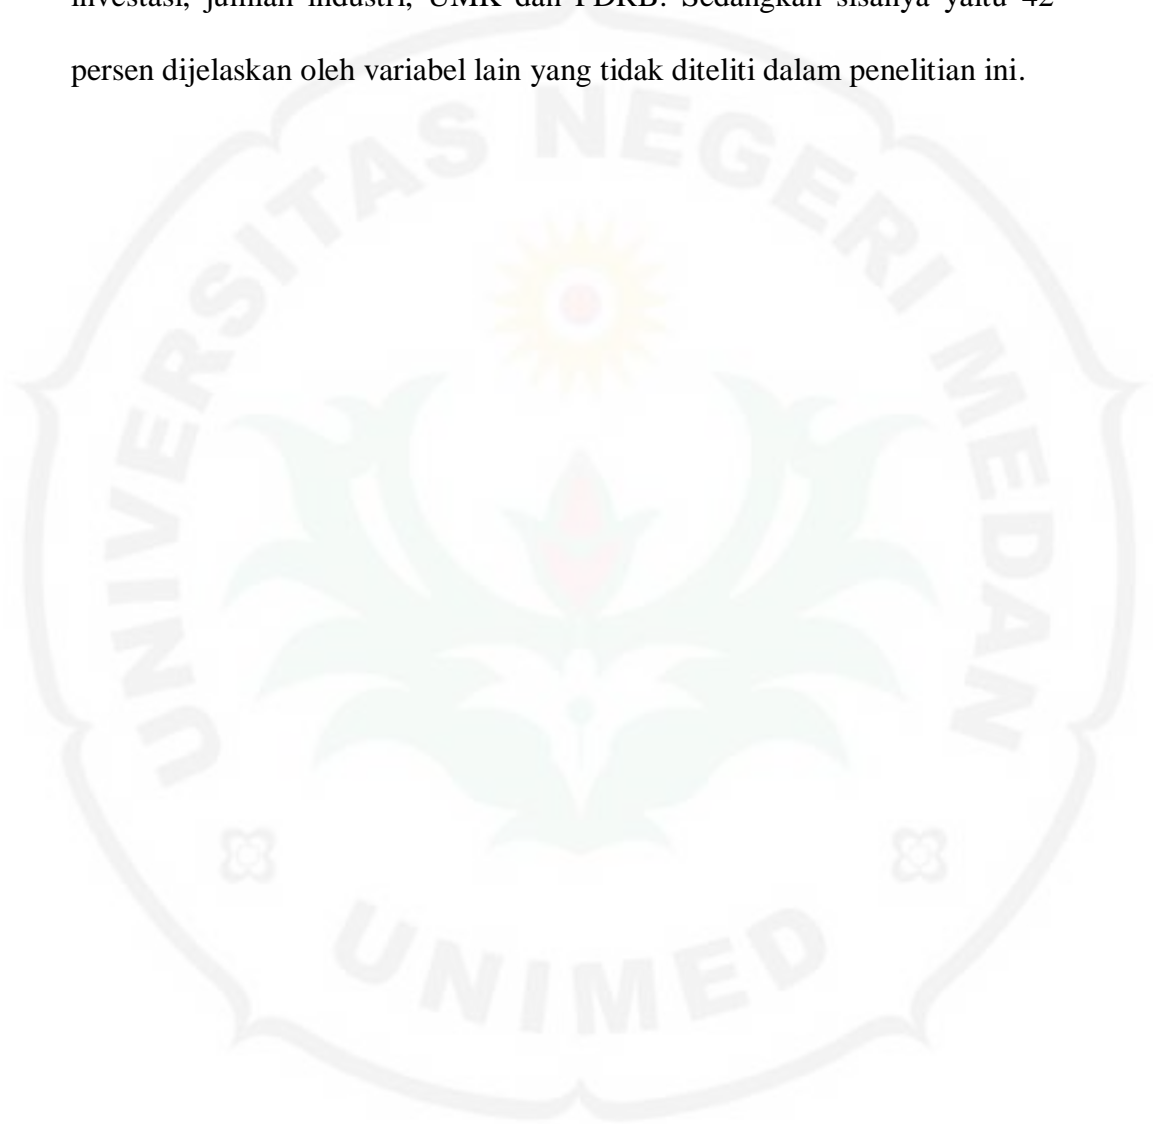 investasi, jumlah industri, UMK dan PDRB. Sedangkan sisanya yaitu 42
persen dijelaskan oleh variabel lain yang tidak diteliti dalam penelitian ini.
UNIVERSITAS NEGERI MEDAN
UNIMED